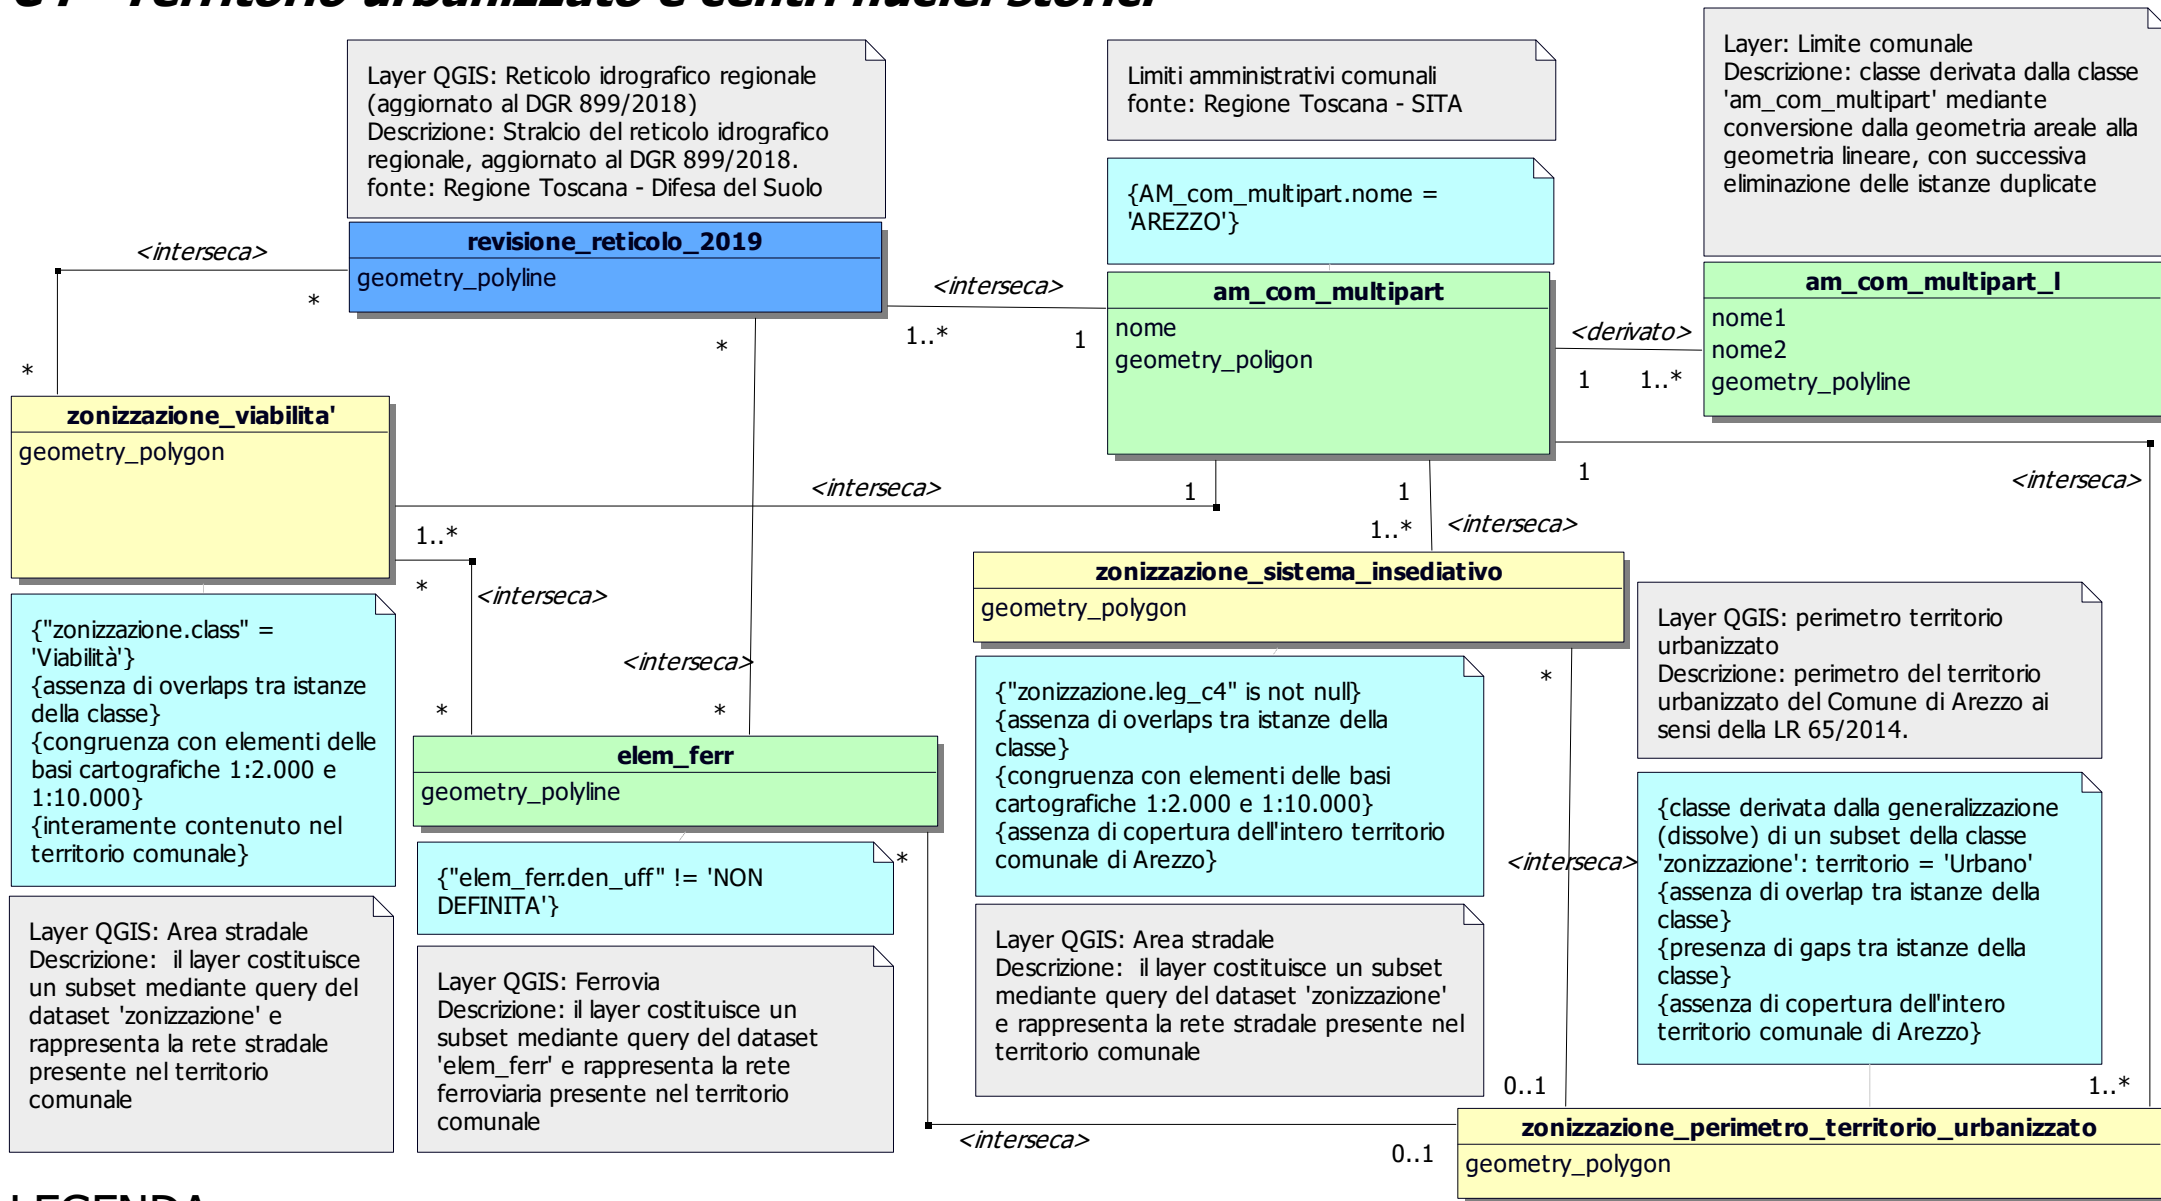 C4 - Territorio urbanizzato e centri nuclei storici
Layer QGIS: Reticolo idrografico regionale
(aggiornato al DGR 899/2018)
Descrizione: Stralcio del reticolo idrografico
regionale, aggiornato al DGR 899/2018.
fonte: Regione Toscana - Difesa del Suolo
Limiti amministrativi comunali
fonte: Regione Toscana - SITA
Layer: Limite comunale
Descrizione: classe derivata dalla classe
'am_com_multipart' mediante
conversione dalla geometria areale alla
geometria lineare, con successiva
eliminazione delle istanze duplicate
{AM_com_multipart.nome =
'AREZZO'}
<interseca>
*
*
revisione_reticolo_2019
geometry_polyline
<interseca>
1..*
1
am_com_multipart
nome
geometry_poligon
<derivato>
1
1..*
am_com_multipart_l
nome1
nome2
geometry_polyline
*
zonizzazione_viabilita'
geometry_polygon
<interseca>
1
1..*
1
1..*
<interseca>
1
<interseca>
*
<interseca>
zonizzazione_sistema_insediativo
geometry_polygon
{"zonizzazione.class" =
'Viabilità'}
{assenza di overlaps tra istanze
della classe}
{congruenza con elementi delle
basi cartografiche 1:2.000 e
1:10.000}
{interamente contenuto nel
territorio comunale}
<interseca>
*
*
elem_ferr
geometry_polyline
{"elem_ferr.den_uff" != 'NON
DEFINITA'}
*
{"zonizzazione.leg_c4" is not null}
{assenza di overlaps tra istanze della
classe}
{congruenza con elementi delle basi
cartografiche 1:2.000 e 1:10.000}
{assenza di copertura dell'intero territorio
comunale di Arezzo}
*
<interseca>
Layer QGIS: perimetro territorio
urbanizzato
Descrizione: perimetro del territorio
urbanizzato del Comune di Arezzo ai
sensi della LR 65/2014.
{classe derivata dalla generalizzazione
(dissolve) di un subset della classe
'zonizzazione': territorio = 'Urbano'
{assenza di overlap tra istanze della
classe}
{presenza di gaps tra istanze della
classe}
{assenza di copertura dell'intero
territorio comunale di Arezzo}
Layer QGIS: Area stradale
Descrizione:  il layer costituisce
un subset mediante query del
dataset 'zonizzazione' e
rappresenta la rete stradale
presente nel territorio
comunale
Layer QGIS: Ferrovia
Descrizione: il layer costituisce un
subset mediante query del dataset
'elem_ferr' e rappresenta la rete
ferroviaria presente nel territorio
comunale
Layer QGIS: Area stradale
Descrizione:  il layer costituisce un subset
mediante query del dataset 'zonizzazione'
e rappresenta la rete stradale presente nel
territorio comunale
0..1
1..*
<interseca>
0..1
zonizzazione_perimetro_territorio_urbanizzato
geometry_polygon
LEGENDA